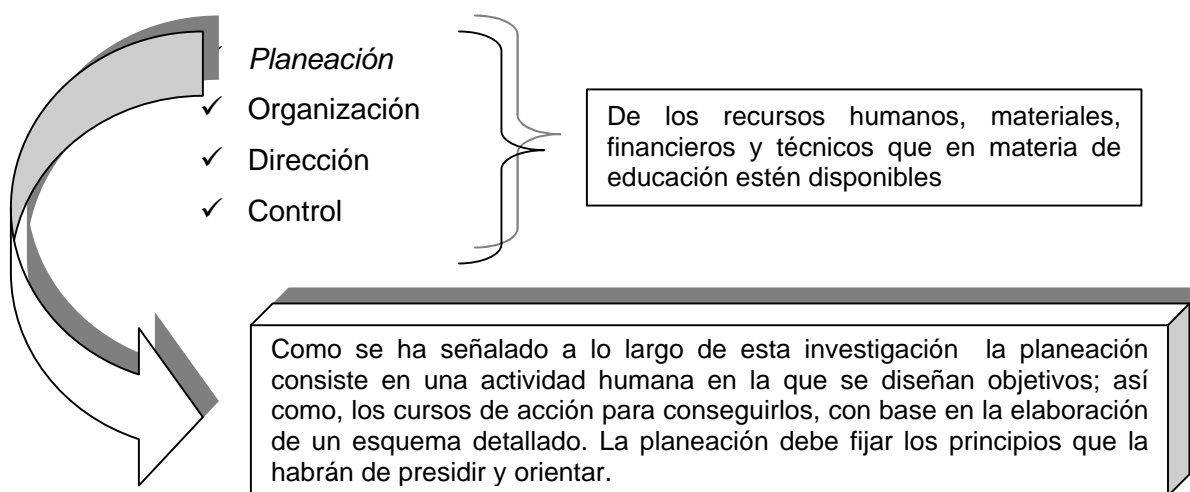 Planeación
✓ Organización
✓ Dirección
✓ Control
De los recursos humanos, materiales,
financieros y técnicos que en materia de
educación estén disponibles
Como se ha señalado a lo largo de esta investigación la planeación
consiste en una actividad humana en la que se diseñan objetivos; así
como, los cursos de acción para conseguirlos, con base en la elaboración
de un esquema detallado. La planeación debe fijar los principios que la
habrán de presidir y orientar.